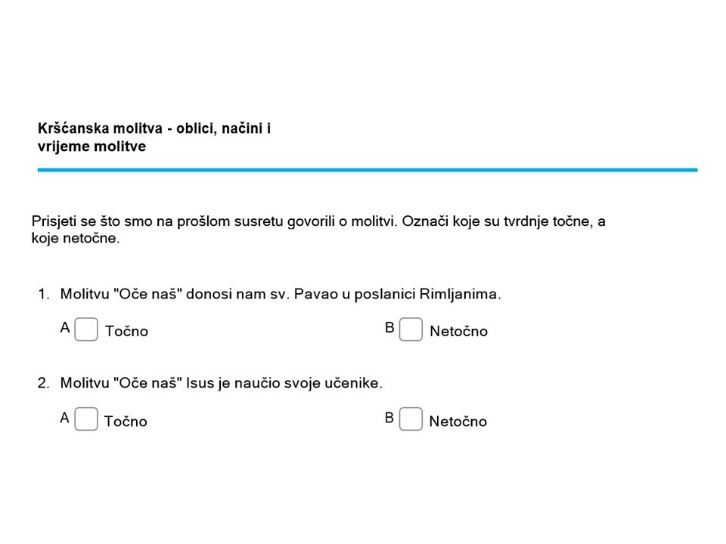 Kršćanska molitva - oblici, načini i
vrijeme molitve
Prisjeti se što smo na prošlom susretu govorili o molitvi. Označi koje su tvrdnje točne, a
koje netočne.
1. Molitvu "Oče naš" donosi nam sv. Pavao u poslanici Rimljanima.
A Točno B Netočno
2. Molitvu "Oče naš" Isus je naučio svoje učenike.
A Točno B Netočno